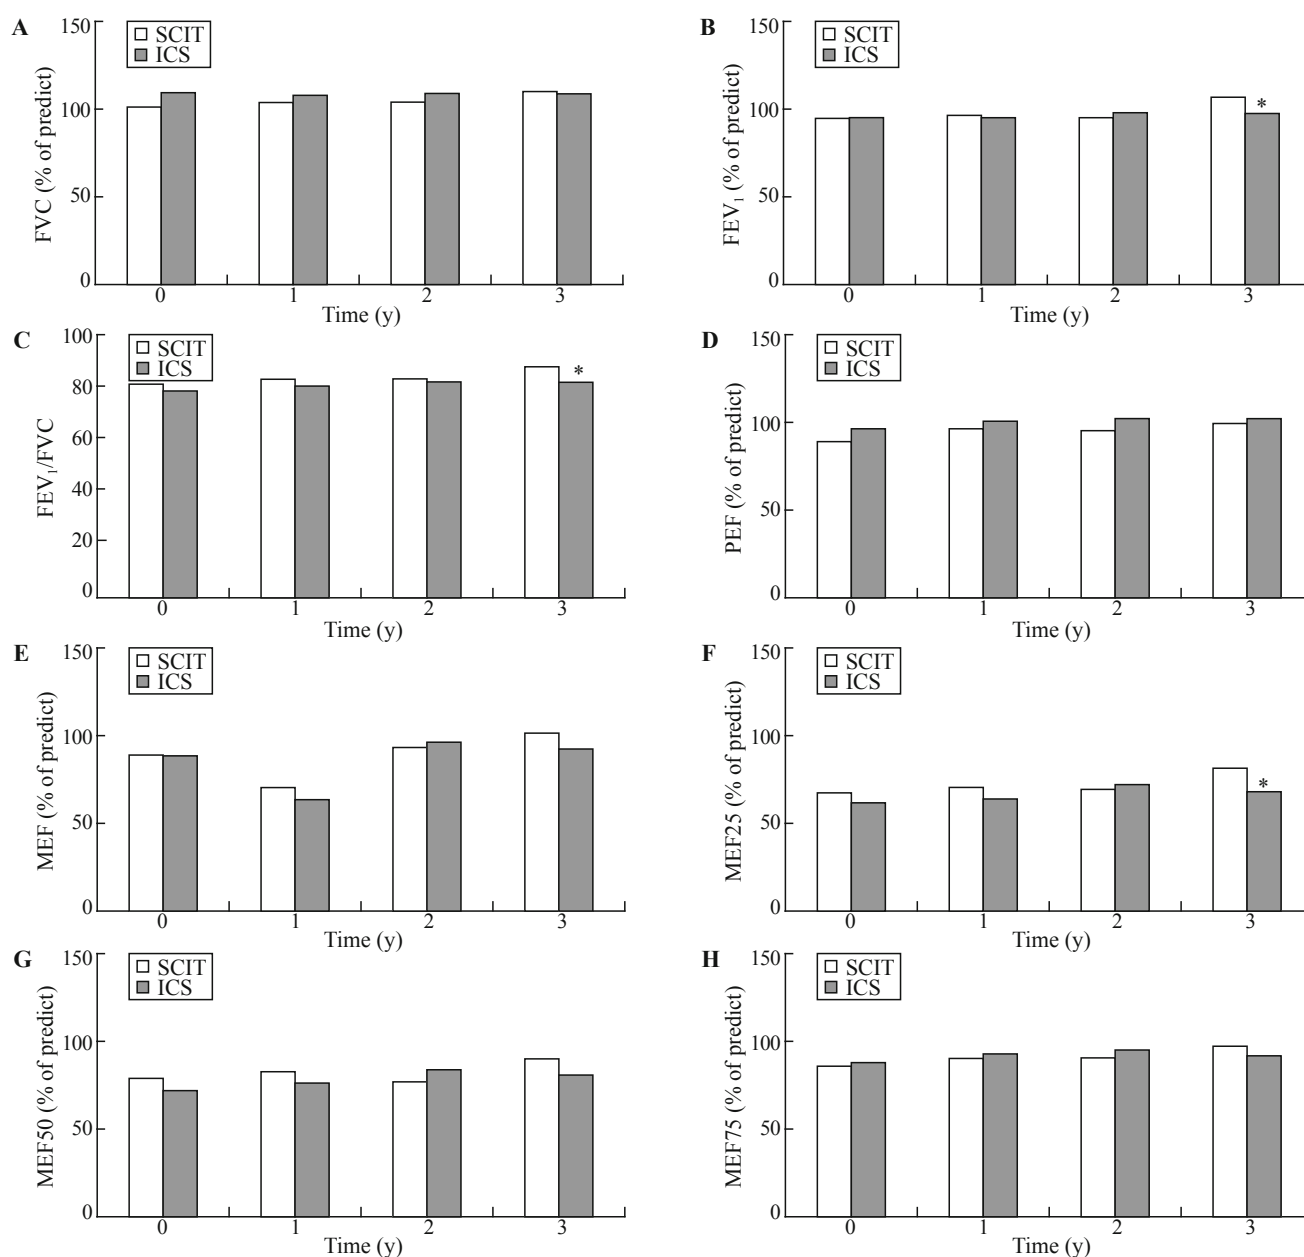 A
150
100
50
0
FVC (% of predict)
SCIT
ICS
0 1 2 3
Time (y)
B
150
100
50
0
FEV₁ (% of predict)
SCIT
ICS
*
0 1 2 3
Time (y)
C
100
80
60
40
20
0
FEV₁/FVC
SCIT
ICS
*
0 1 2 3
Time (y)
D
150
100
50
0
PEF (% of predict)
SCIT
ICS
0 1 2 3
Time (y)
E
150
100
50
0
MEF (% of predict)
SCIT
ICS
0 1 2 3
Time (y)
F
150
100
50
0
MEF25 (% of predict)
SCIT
ICS
*
0 1 2 3
Time (y)
G
150
100
50
0
MEF50 (% of predict)
SCIT
ICS
0 1 2 3
Time (y)
H
150
100
50
0
MEF75 (% of predict)
SCIT
ICS
0 1 2 3
Time (y)